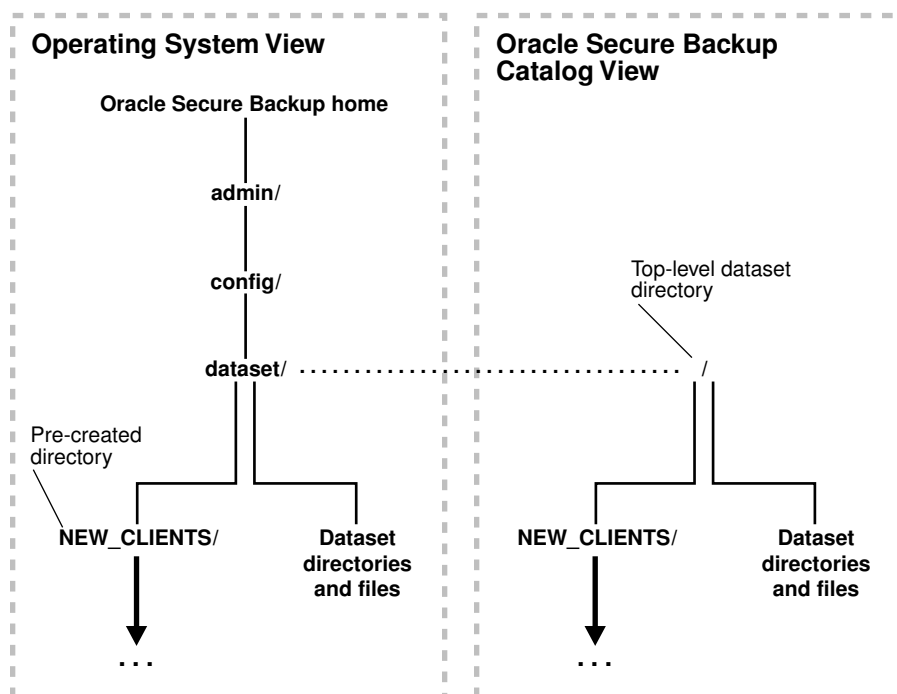 Operating System View
Oracle Secure Backup home
admin/
config/
dataset/
Pre-created
directory
NEW_CLIENTS/
Dataset
directories
and files
. . .
Oracle Secure Backup
Catalog View
Top-level dataset
directory
/
NEW_CLIENTS/
Dataset
directories
and files
. . .